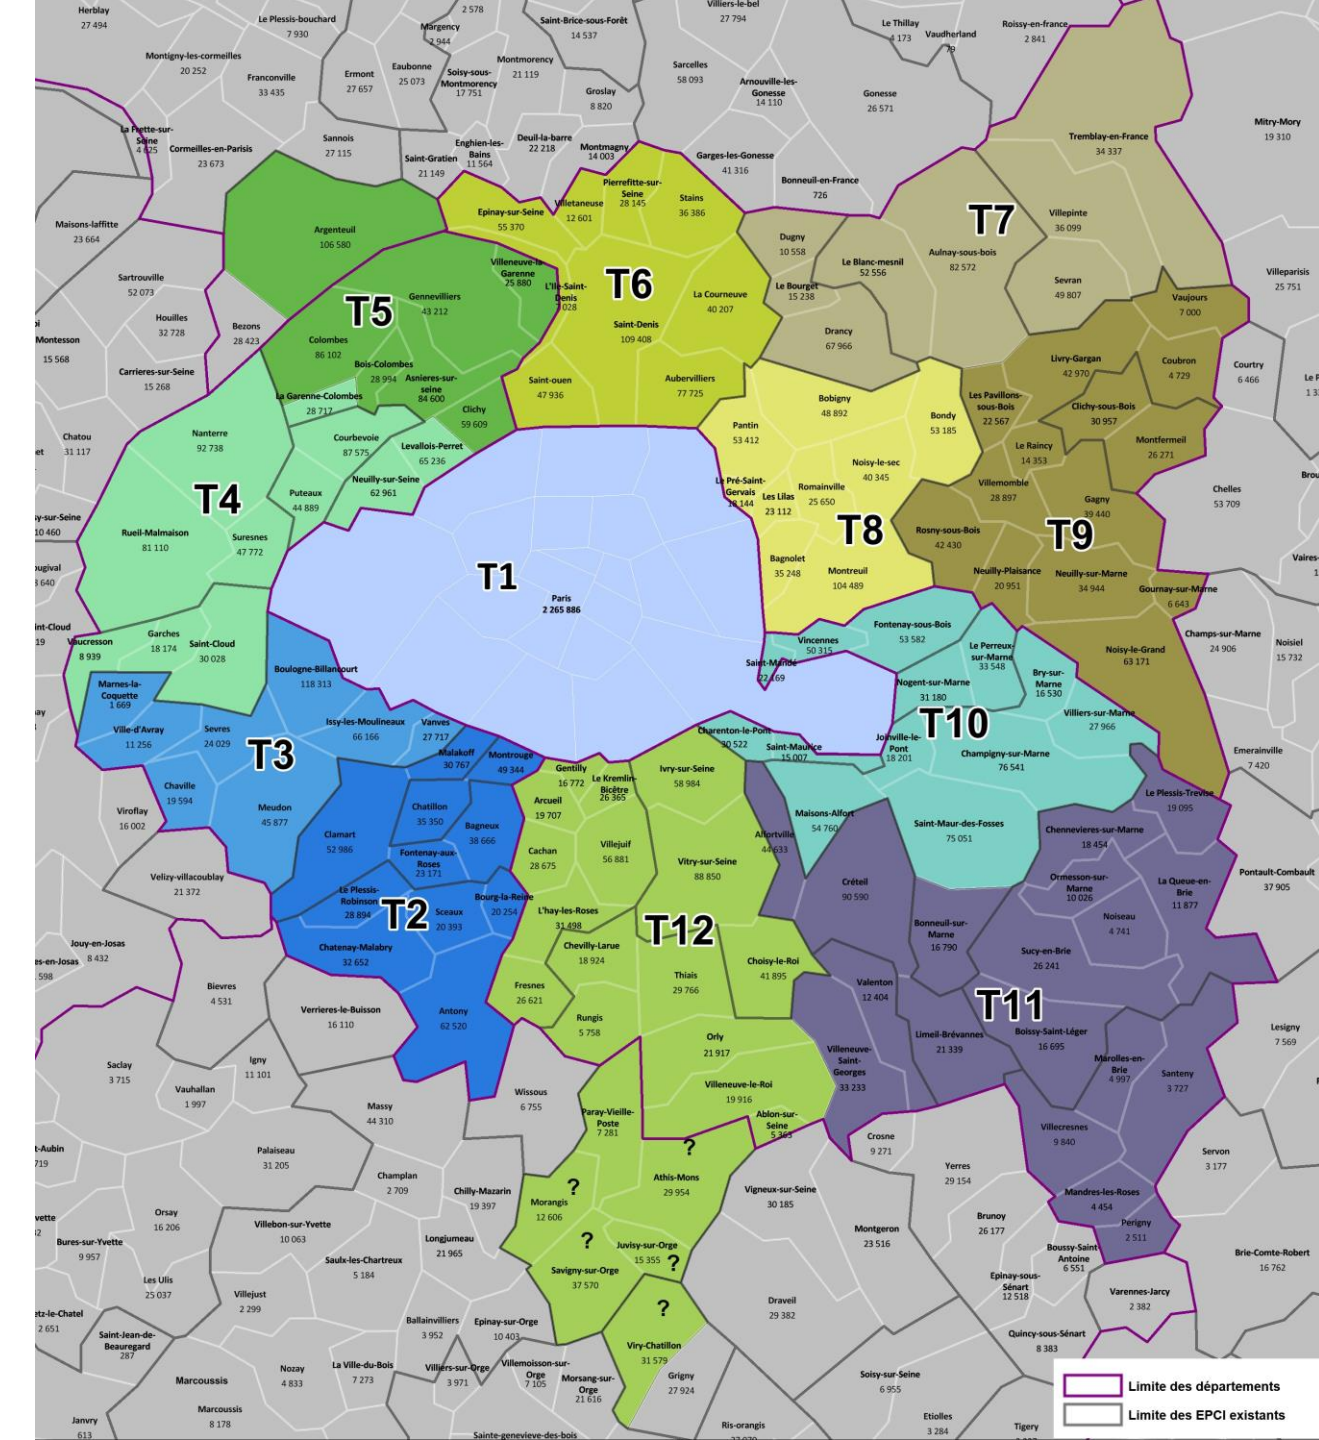 Herblay
27 494
Le Plessis-bouchard
7 930
2 578
Margency
2 944
Saint-Brice-sous-Forêt
14 537
Villiers-le-bel
27 794
Le Thillay
4 173
Vaudherland
79
Roissy-en-france
2 841
Montigny-les-cormeilles
20 252
Franconville
33 435
Ermont
27 657
Eaubonne
25 073
Soisy-sous-
Montmorency
17 751
Montmorency
21 119
Groslay
8 820
Sarcelles
58 093
Arnouville-les-
Gonesse
14 110
Gonesse
26 571
Mitry-Mory
19 310
La Frette-sur-
Seine
4 625
Cormeilles-en-Parisis
23 673
Sannois
27 115
Saint-Gratien
21 149
Enghien-les-
Bains
11 564
Deuil-la-barre
22 218
Montmagny
14 003
Garges-les-Gonesse
41 316
Bonneuil-en-France
726
Tremblay-en-France
34 337
Maisons-laffitte
23 664
Argenteuil
106 580
Epinay-sur-Seine
55 370
Villetaneuse
12 601
Pierrefitte-sur-
Seine
28 145
Stains
36 386
Dugny
10 558
Le Blanc-mesnil
52 556
Aulnay-sous-bois
82 572
T7
Villepinte
36 099
Sevran
49 807
Villeparisis
25 751
Sartrouville
52 073
Houilles
32 728
Bezons
28 423
Montesson
15 568
Carrieres-sur-Seine
15 268
T5
Villeneuve-la-
Garenne
25 880
Gennevilliers
43 212
L'Ile-Saint-
Denis
7 028
T6
La Courneuve
40 207
Saint-Denis
109 408
Le Bourget
15 238
Drancy
67 966
Vaujours
7 000
Colombes
86 102
Bois-Colombes
28 994
Asnieres-sur-
seine
84 600
Clichy
59 609
Saint-ouen
47 936
Aubervilliers
77 725
Livry-Gargan
42 970
Coubron
4 729
Courtry
6 466
Le P
1 3
La Garenne-Colombes
28 717
Nanterre
92 738
Courbevoie
87 575
Levallois-Perret
65 236
Neuilly-sur-Seine
62 961
Puteaux
44 889
Chatou
31 117
et
T4
Rueil-Malmaison
81 110
Suresnes
47 772
sy-sur-Seine
10 460
ougival
8 640
Pantin
53 412
Bobigny
48 892
Bondy
53 185
Les Pavillons-
sous-Bois
22 567
Clichy-sous-Bois
30 957
Montfermeil
26 271
Le Raincy
14 353
Le Pré-Saint-
Gervais
18 144
Les Lilas
23 112
Noisy-le-sec
40 345
Romainville
25 650
Villemomble
28 897
Gagny
39 440
Chelles
53 709
Brou
T8
T9
Rosny-sous-Bois
42 430
Bagnolet
35 248
Montreuil
104 489
Neuilly-Plaisance
20 951
Neuilly-sur-Marne
34 944
Gournay-sur-Marne
6 643
Vaires-
1
T1
Paris
2 265 886
int-Cloud
19
Vaucresson
8 939
Garches
18 174
Saint-Cloud
30 028
Marnes-la-
Coquette
1 669
Boulogne-Billancourt
118 313
Vincennes
50 315
Fontenay-sous-Bois
53 582
Saint-Mandé
22 169
Le Perreux-
sur-Marne
33 548
Bry-sur-
Marne
16 530
Noisy-le-Grand
63 171
Champs-sur-Marne
24 906
Noisiel
15 732
Nogent-sur-Marne
31 180
ay
Ville-d'Avray
11 256
Sevres
24 029
Issy-les-Moulineaux
66 166
Vanves
27 717
T3
Malakoff
30 767
Montrouge
49 344
Charenton-le-Pont
30 522
Saint-Maurice
15 007
Joinville-le-
Pont
18 201
T10
Villiers-sur-Marne
27 966
Champigny-sur-Marne
76 541
Emerainville
7 420
Chaville
19 594
Viroflay
16 002
Meudon
45 877
Clamart
52 986
Chatillon
35 350
Bagneux
38 666
Gentilly
16 772
Le Kremlin-
Bicêtre
26 365
Ivry-sur-Seine
58 984
Arcueil
19 707
Villejuif
56 881
Cachan
28 675
Vitry-sur-Seine
88 850
Alfortville
44 633
Maisons-Alfort
54 760
Saint-Maur-des-Fosses
75 051
Chennevieres-sur-Marne
18 454
Le Plessis-Trevise
19 095
Velizy-villacoublay
21 372
Fontenay-aux-
Roses
23 171
Le Plessis-
Robinson
28 894
T2
Sceaux
20 393
Bourg-la-Reine
20 254
L'hay-les-Roses
31 498
T12
Créteil
90 590
Ormesson-sur-
Marne
10 026
La Queue-en-
Brie
11 877
Pontault-Combault
37 905
Bonneuil-sur-
Marne
16 790
Noiseau
4 741
Jouy-en-Josas
8 432
es-en-Josas
598
Chatenay-Malabry
32 652
Chevilly-Larue
18 924
Thiais
29 766
Choisy-le-Roi
41 895
Sucy-en-Brie
26 241
Bievres
4 531
Verrieres-le-Buisson
16 110
Antony
62 520
Fresnes
26 621
Rungis
5 758
Valenton
12 404
T11
Limeil-Brévannes
21 339
Boissy-Saint-Léger
16 695
Orly
21 917
Lesigny
7 569
Saclay
3 715
Igny
11 101
Vauhallan
1 997
Villeneuve-
Saint-
Georges
33 233
Marolles-en-
Brie
4 997
Santeny
3 727
Wissous
6 755
Massy
44 310
Villeneuve-le-Roi
19 916
Paray-Vieille-
Poste
7 281
Ablon-sur-
Seine
5 365
Crosne
9 271
Villecresnes
9 840
t-Aubin
719
Palaiseau
31 205
Champlan
2 709
Chilly-Mazarin
19 397
?
Athis-Mons
29 954
?
Morangis
12 606
Vigneux-sur-Seine
30 185
Yerres
29 154
Servon
3 177
Mandres-les-Roses
4 454
Perigny
2 511
vette
Orsay
16 206
Villebon-sur-Yvette
10 063
Bures-sur-Yvette
9 957
Longjumeau
21 965
?
Juvisy-sur-Orge
15 355
?
Montgeron
23 516
Brunoy
26 177
Boussy-Saint-
Antoine
6 551
Brie-Comte-Robert
16 762
Saulx-les-Chartreux
5 184
Les Ulis
25 037
Villejust
2 299
Savigny-sur-Orge
37 570
?
Epinay-sous-
Sénart
12 518
Varennes-Jarcy
2 382
Draveil
29 382
etz-le-Chatel
2 651
Saint-Jean-de-
Beauregard
287
Ballainvilliers
3 952
Epinay-sur-Orge
10 403
Viry-Chatillon
31 579
Quincy-sous-Sénart
8 383
Marcoussis
Nozay
4 833
La Ville-du-Bois
7 273
Villiers-sur-Orge
3 971
Villemoisson-sur-
Orge
7 105
Morsang-sur-
Orge
21 616
Grigny
27 924
Soisy-sur-Seine
6 955
Limite des départements
Limite des EPCI existants
Janvry
613
Marcoussis
8 178
Sainte-genevieve-des-bois
Ris-orangis
Etiolles
3 284
Tigery